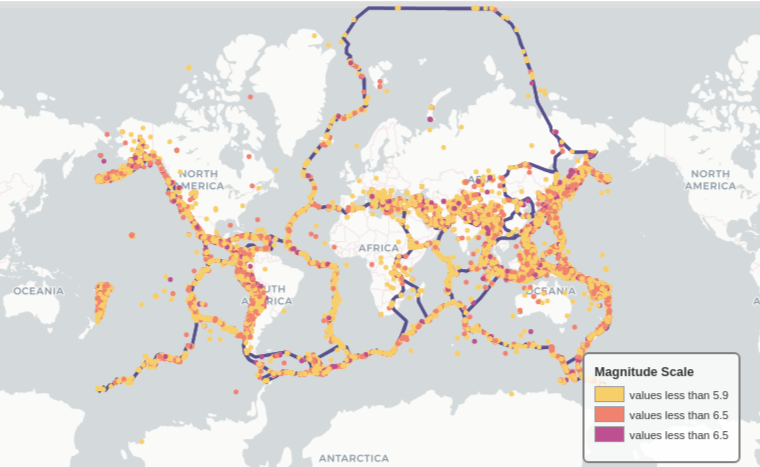 NORTH
AMERICA
NORTH
AMERICA
AFRICA
OCEANIA
SOUTH
AMERICA
OCEANIA
Magnitude Scale
values less than 5.9
values less than 6.5
values less than 6.5
ANTARCTICA